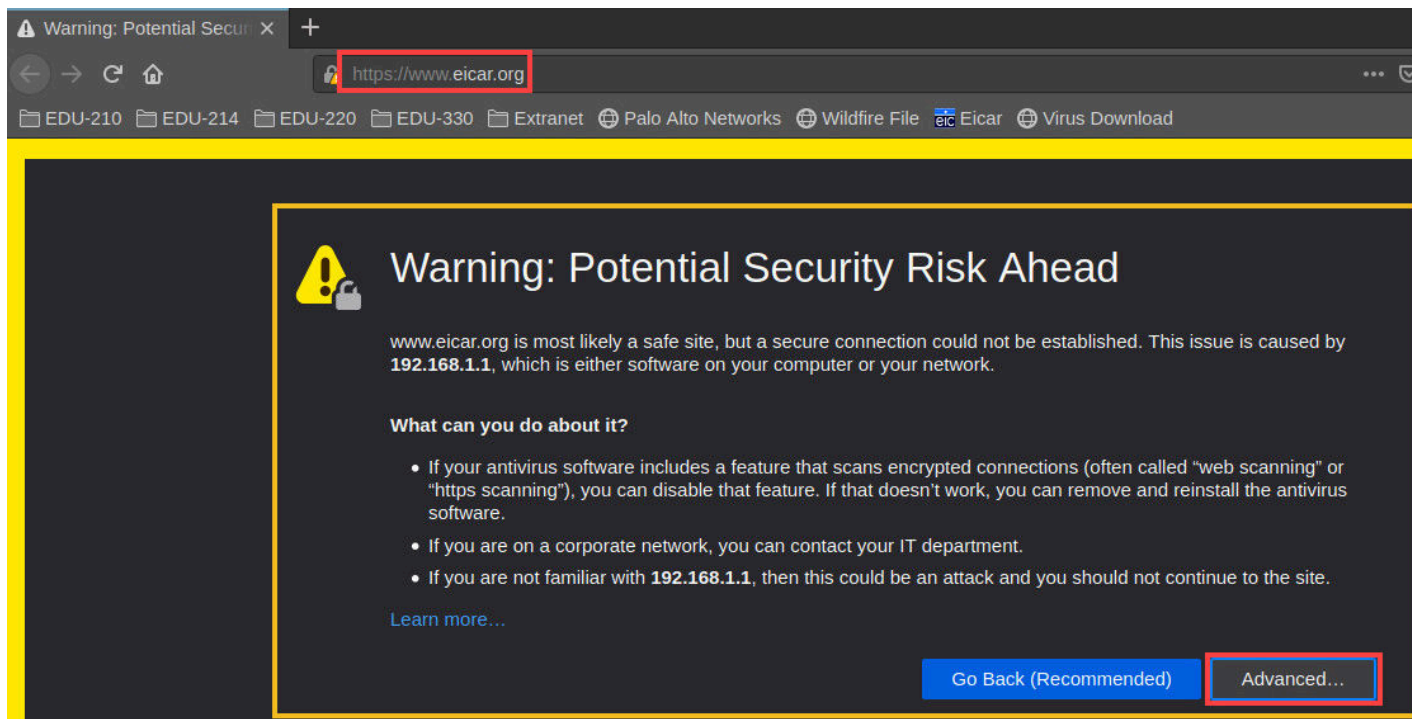 Warning: Potential Secur
https://www.eicar.org
EDU-210 EDU-214 EDU-220 EDU-330 Extranet Palo Alto Networks Wildfire File eic Eicar Virus Download
Warning: Potential Security Risk Ahead
www.eicar.org is most likely a safe site, but a secure connection could not be established. This issue is caused by
192.168.1.1, which is either software on your computer or your network.
What can you do about it?
• If your antivirus software includes a feature that scans encrypted connections (often called “web scanning” or
“https scanning”), you can disable that feature. If that doesn’t work, you can remove and reinstall the antivirus
software.
• If you are on a corporate network, you can contact your IT department.
• If you are not familiar with 192.168.1.1, then this could be an attack and you should not continue to the site.
Learn more…
Go Back (Recommended) Advanced…